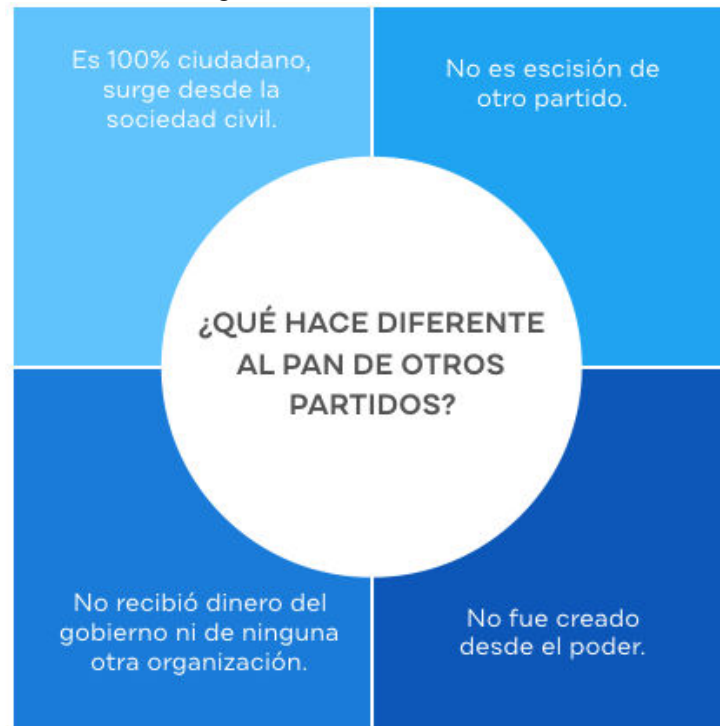 Es 100% ciudadano,
surge desde la
sociedad civil.
No es escisión de
otro partido.
¿QUÉ HACE DIFERENTE
AL PAN DE OTROS
PARTIDOS?
No recibió dinero del
gobierno ni de ninguna
otra organización.
No fue creado
desde el poder.